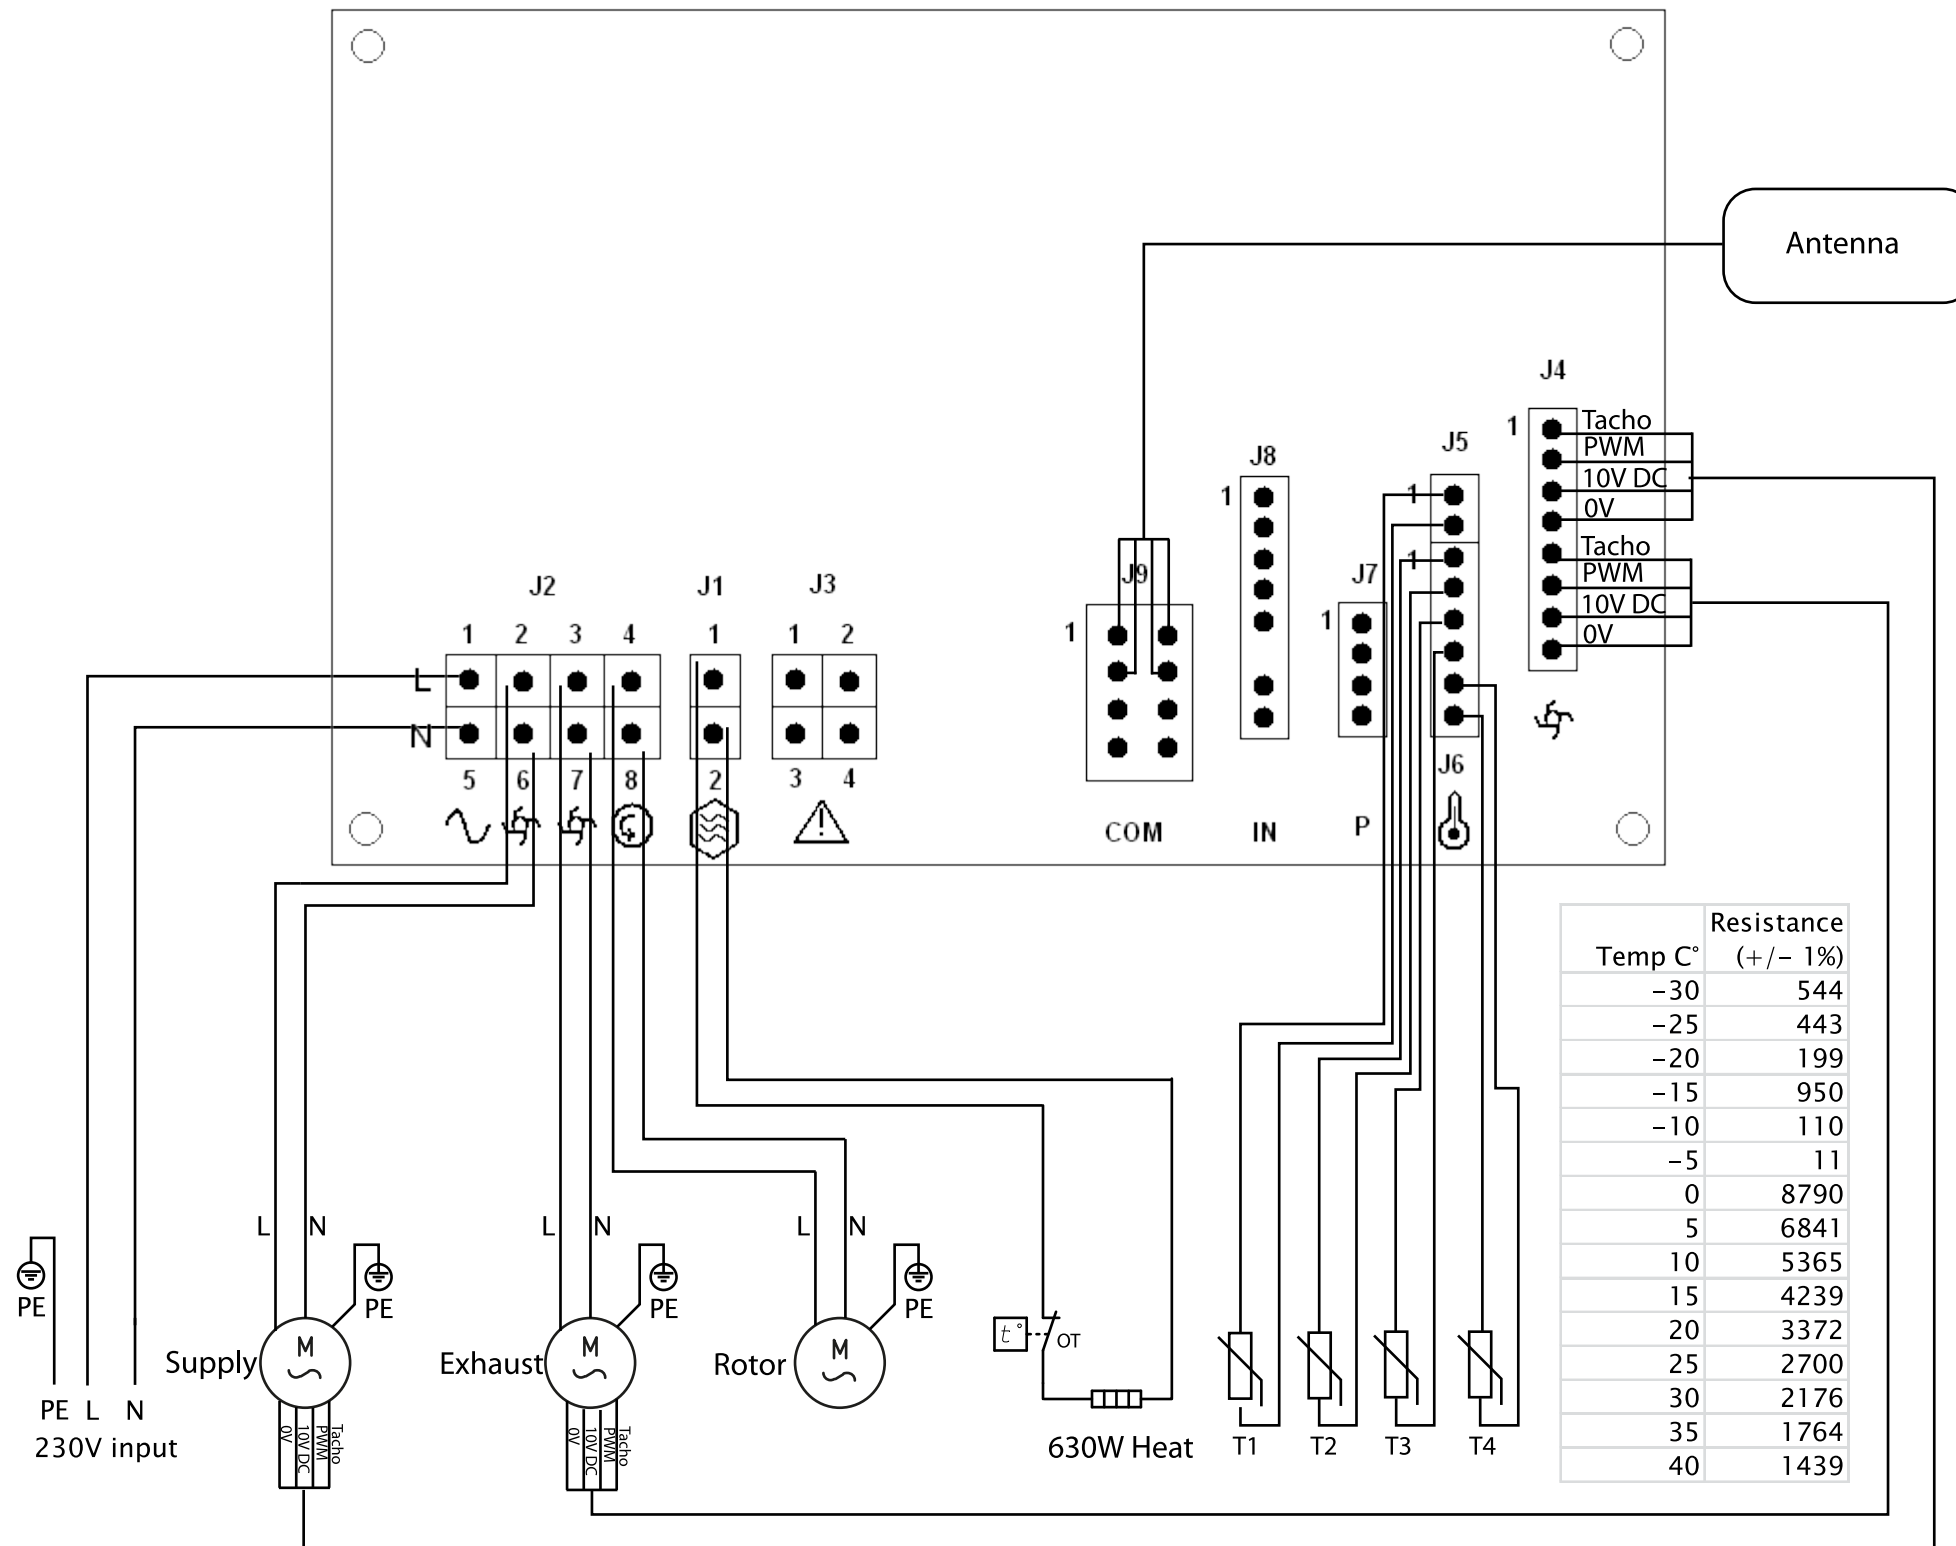 Antenna
J4
1 Tacho
PWM
10V DC
0V
Tacho
PWM
10V DC
0V
J5
1
1
J6
J8
1
J7
1
J9
1
J2
1 2 3 4
L
N
5 6 7 8
J1
1
2
J3
1 2
3 4
COM
IN
P
L N
L N
L N
PE
PE
PE
PE
Supply
M
Exhaust
M
Rotor
M
t°
OT
PE L N
230V input
0V
10V DC
PWM
Tacho
0V
10V DC
PWM
Tacho
630W Heat
T1
T2
T3
T4
Resistance
Temp C° (+/- 1%)
-30 544
-25 443
-20 199
-15 950
-10 110
-5 11
0 8790
5 6841
10 5365
15 4239
20 3372
25 2700
30 2176
35 1764
40 1439